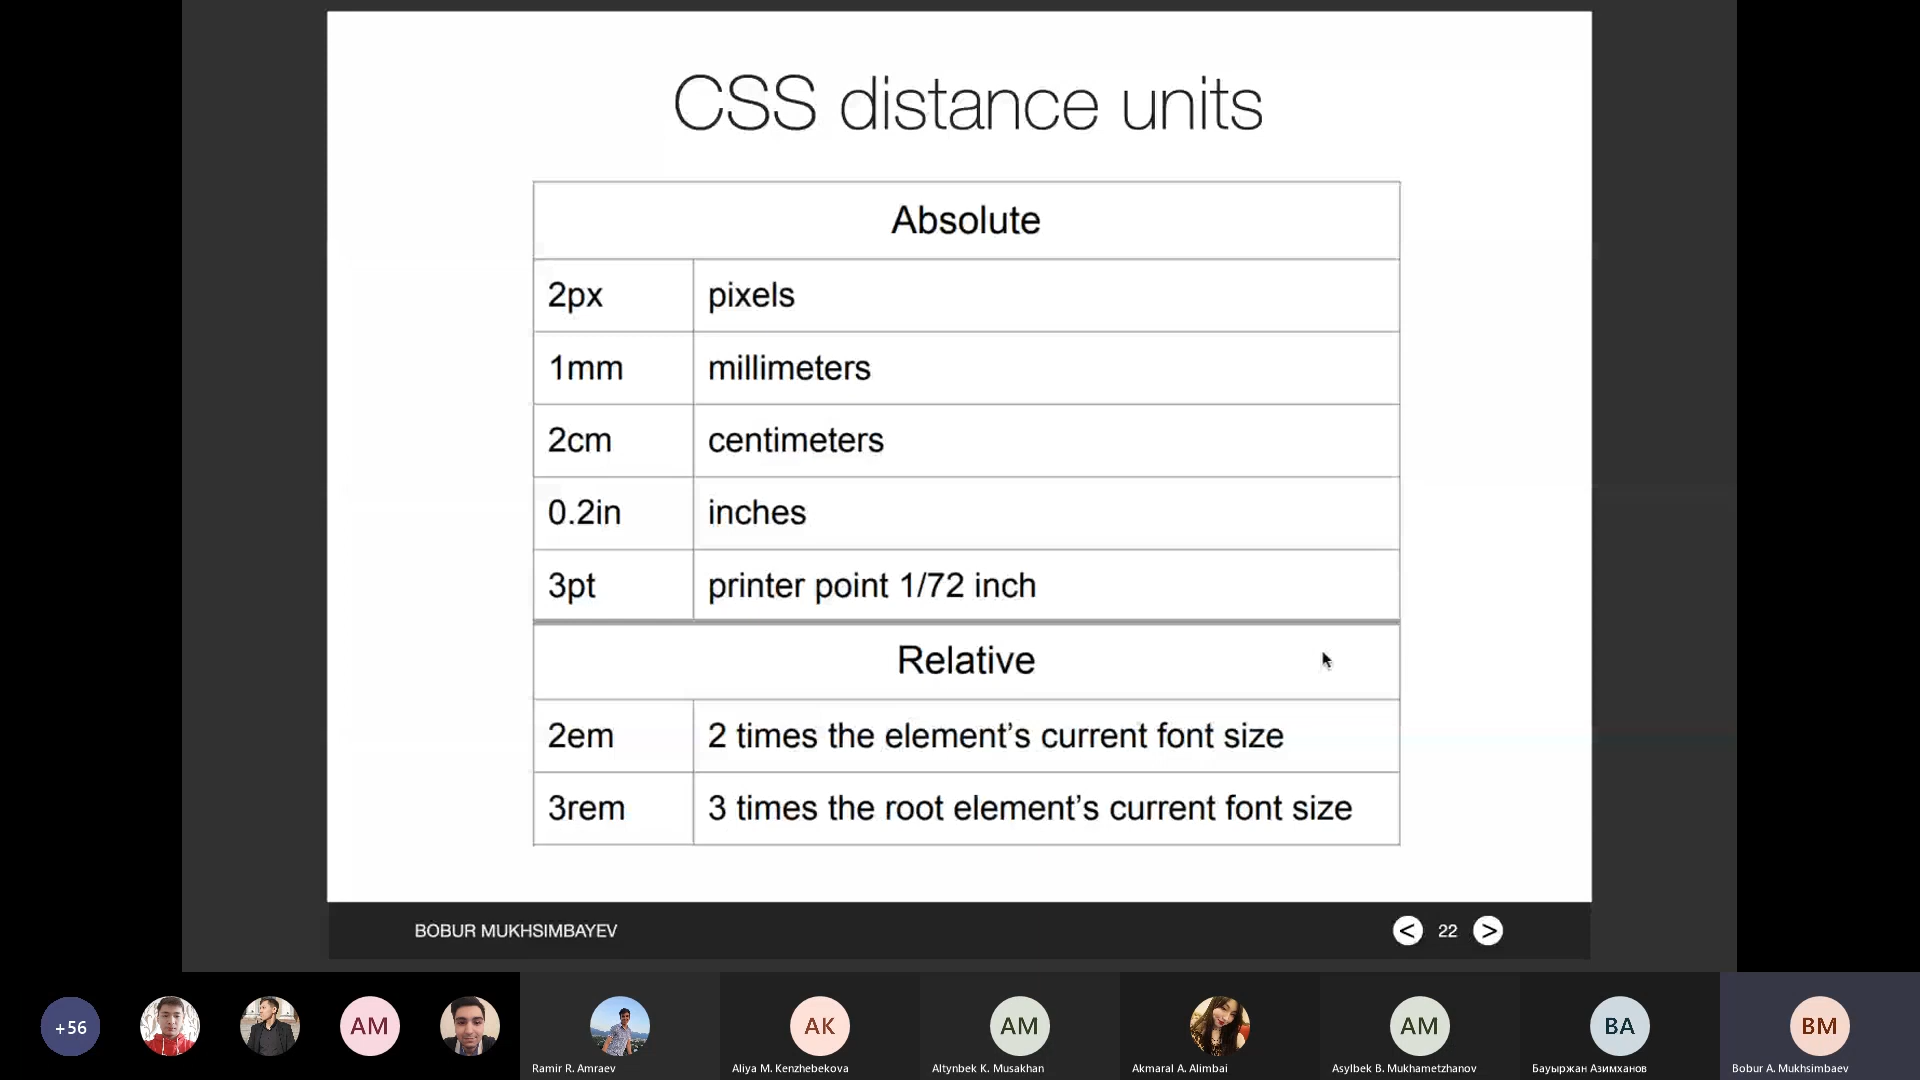 CSS distance units
Absolute
2px pixels
1mm millimeters
2cm centimeters
0.2in inches
3pt printer point 1/72 inch
Relative
2em 2 times the element’s current font size
3rem 3 times the root element’s current font size
BOBUR MUKHSIMBAYEV < 22 >
+56 AM AK AM AM BA BM
Ramir R. Amraev Aliya M. Kenzhebekova Altynbek K. Musakhan Akmaral A. Alimbai Asylbek B. Mukhametzhanov Бауыржан Азимханов Bobur A. Mukhsimbaev